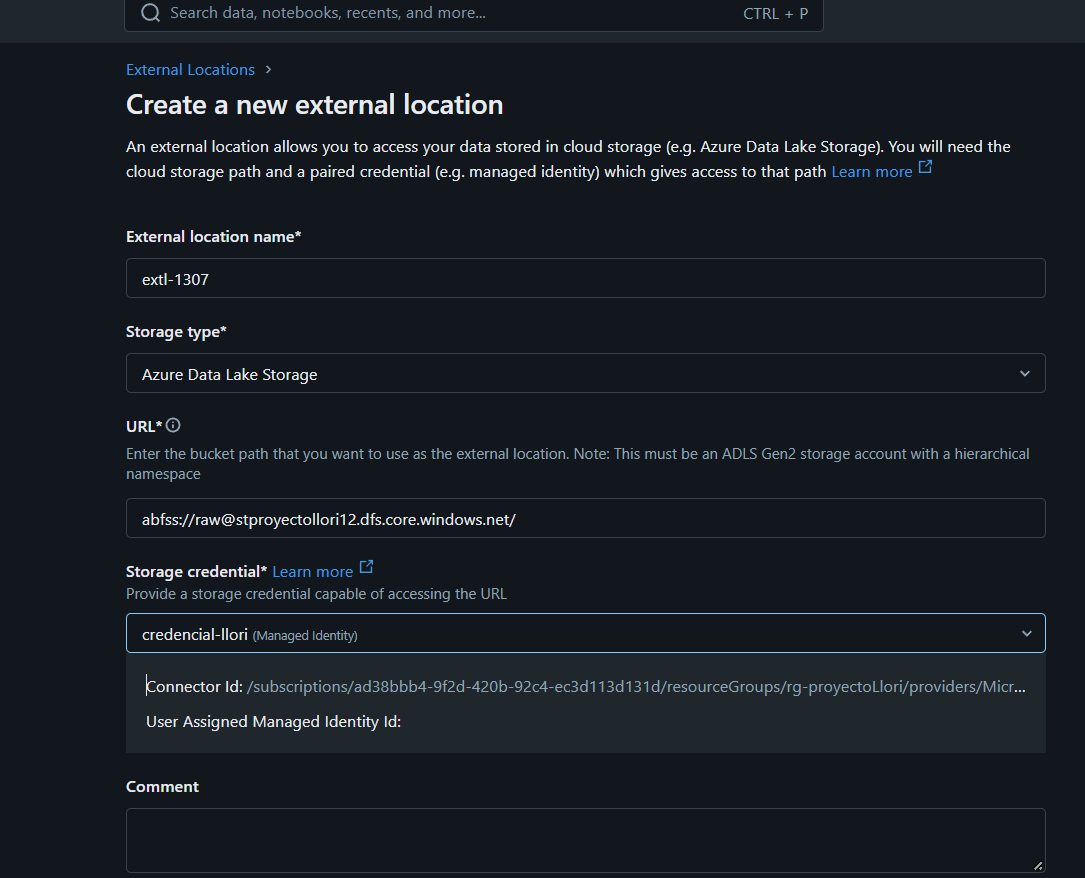 Search data, notebooks, recents, and more... CTRL + P
External Locations >
Create a new external location
An external location allows you to access your data stored in cloud storage (e.g. Azure Data Lake Storage). You will need the
cloud storage path and a paired credential (e.g. managed identity) which gives access to that path Learn more
External location name*
extl-1307
Storage type*
Azure Data Lake Storage
URL*
Enter the bucket path that you want to use as the external location. Note: This must be an ADLS Gen2 storage account with a hierarchical
namespace
abfss://raw@stproyectollori12.dfs.core.windows.net/
Storage credential* Learn more
Provide a storage credential capable of accessing the URL
credencial-llori (Managed Identity)
Connector Id: /subscriptions/ad38bbb4-9f2d-420b-92c4-ec3d113d131d/resourceGroups/rg-proyectoLlori/providers/Micr...
User Assigned Managed Identity Id:
Comment